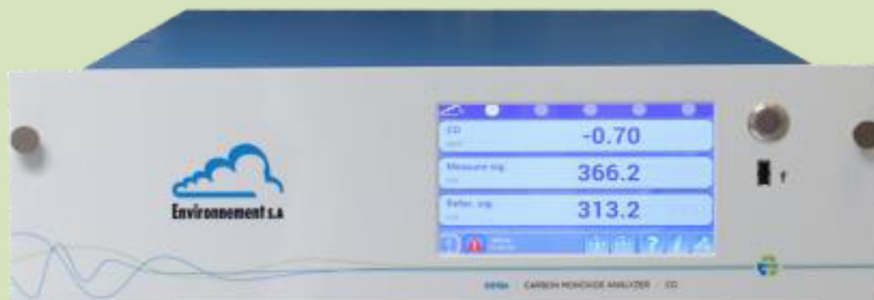 CO
-0.70
Measure sig.
366.2
Refer. sig.
313.2
Environnement S.A
CARBON MONOXIDE ANALYZER / CO